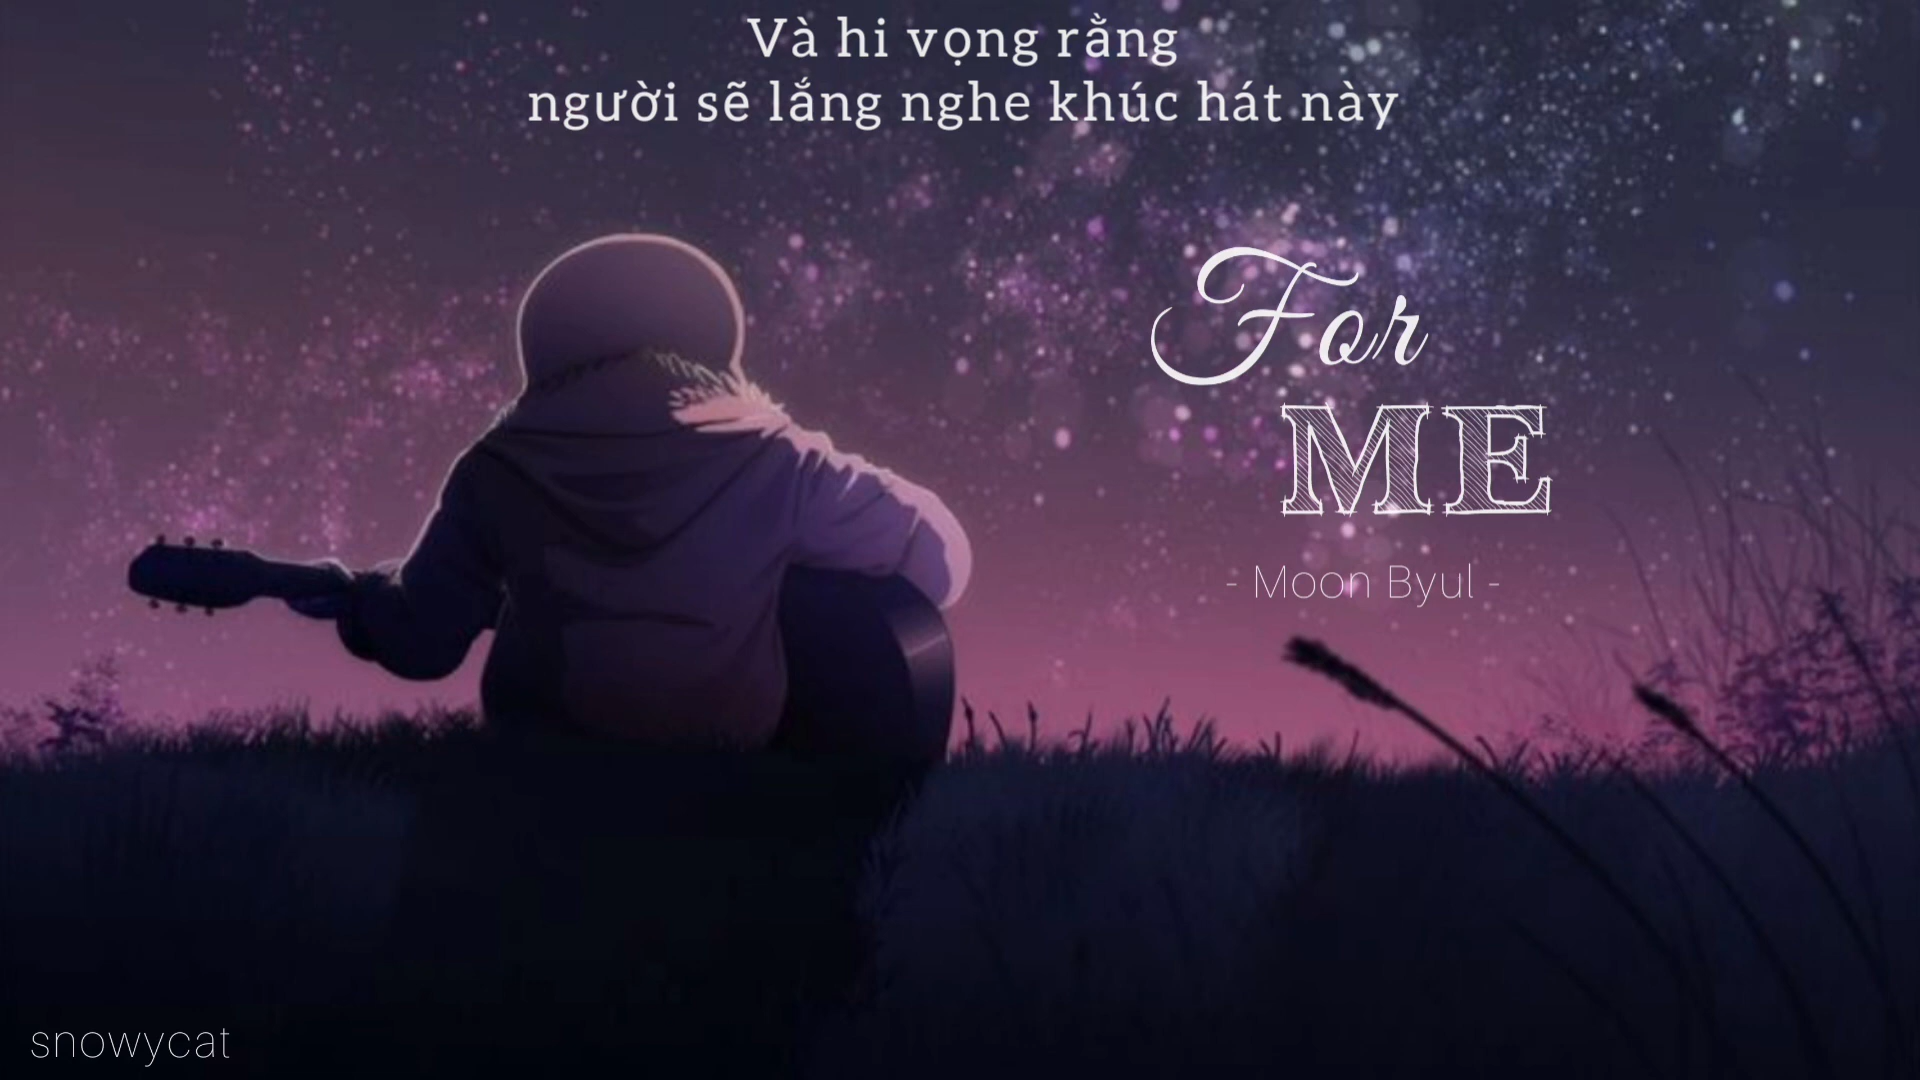 Và hi vọng rằng
người sẽ lắng nghe khúc hát này
For
ME
- Moon Byul -
snowycat